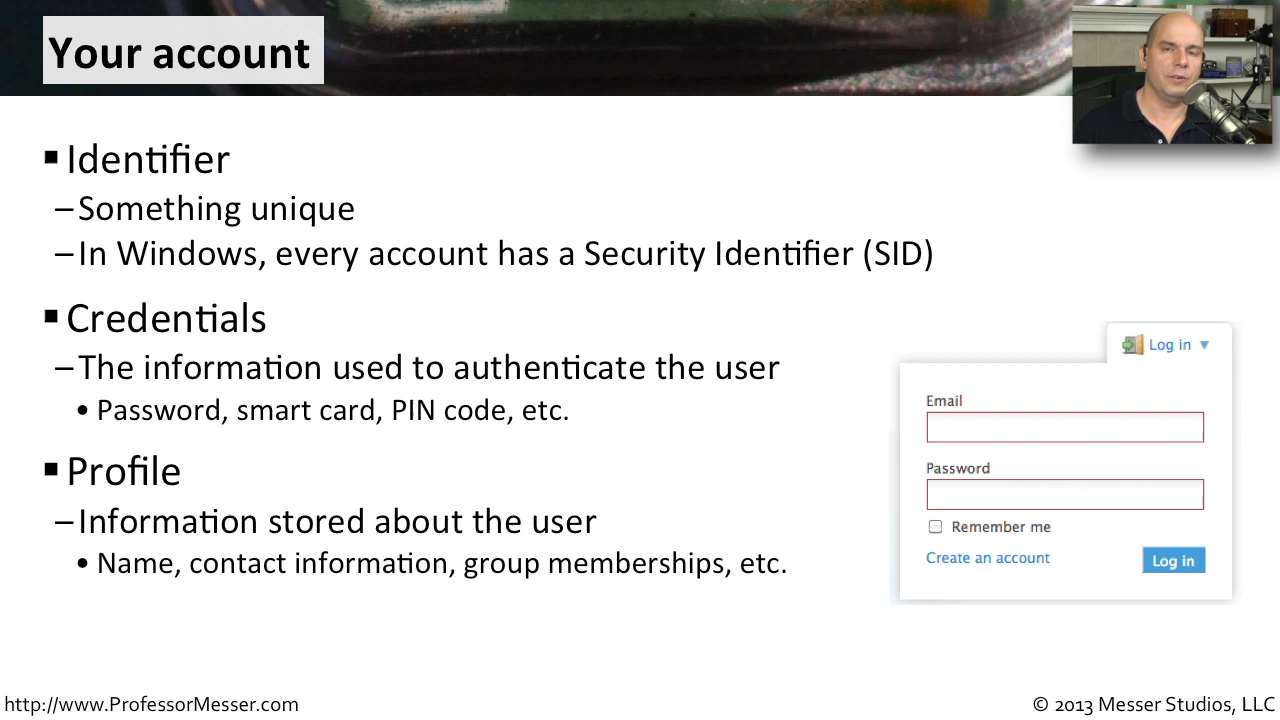 Your account
▪ Identifier
– Something unique
– In Windows, every account has a Security Identifier (SID)
▪ Credentials
– The information used to authenticate the user
• Password, smart card, PIN code, etc.
▪ Profile
– Information stored about the user
• Name, contact information, group memberships, etc.
Log in ▼
Email
Password
Remember me
Create an account
Log in
http://www.ProfessorMesser.com
© 2013 Messer Studios, LLC